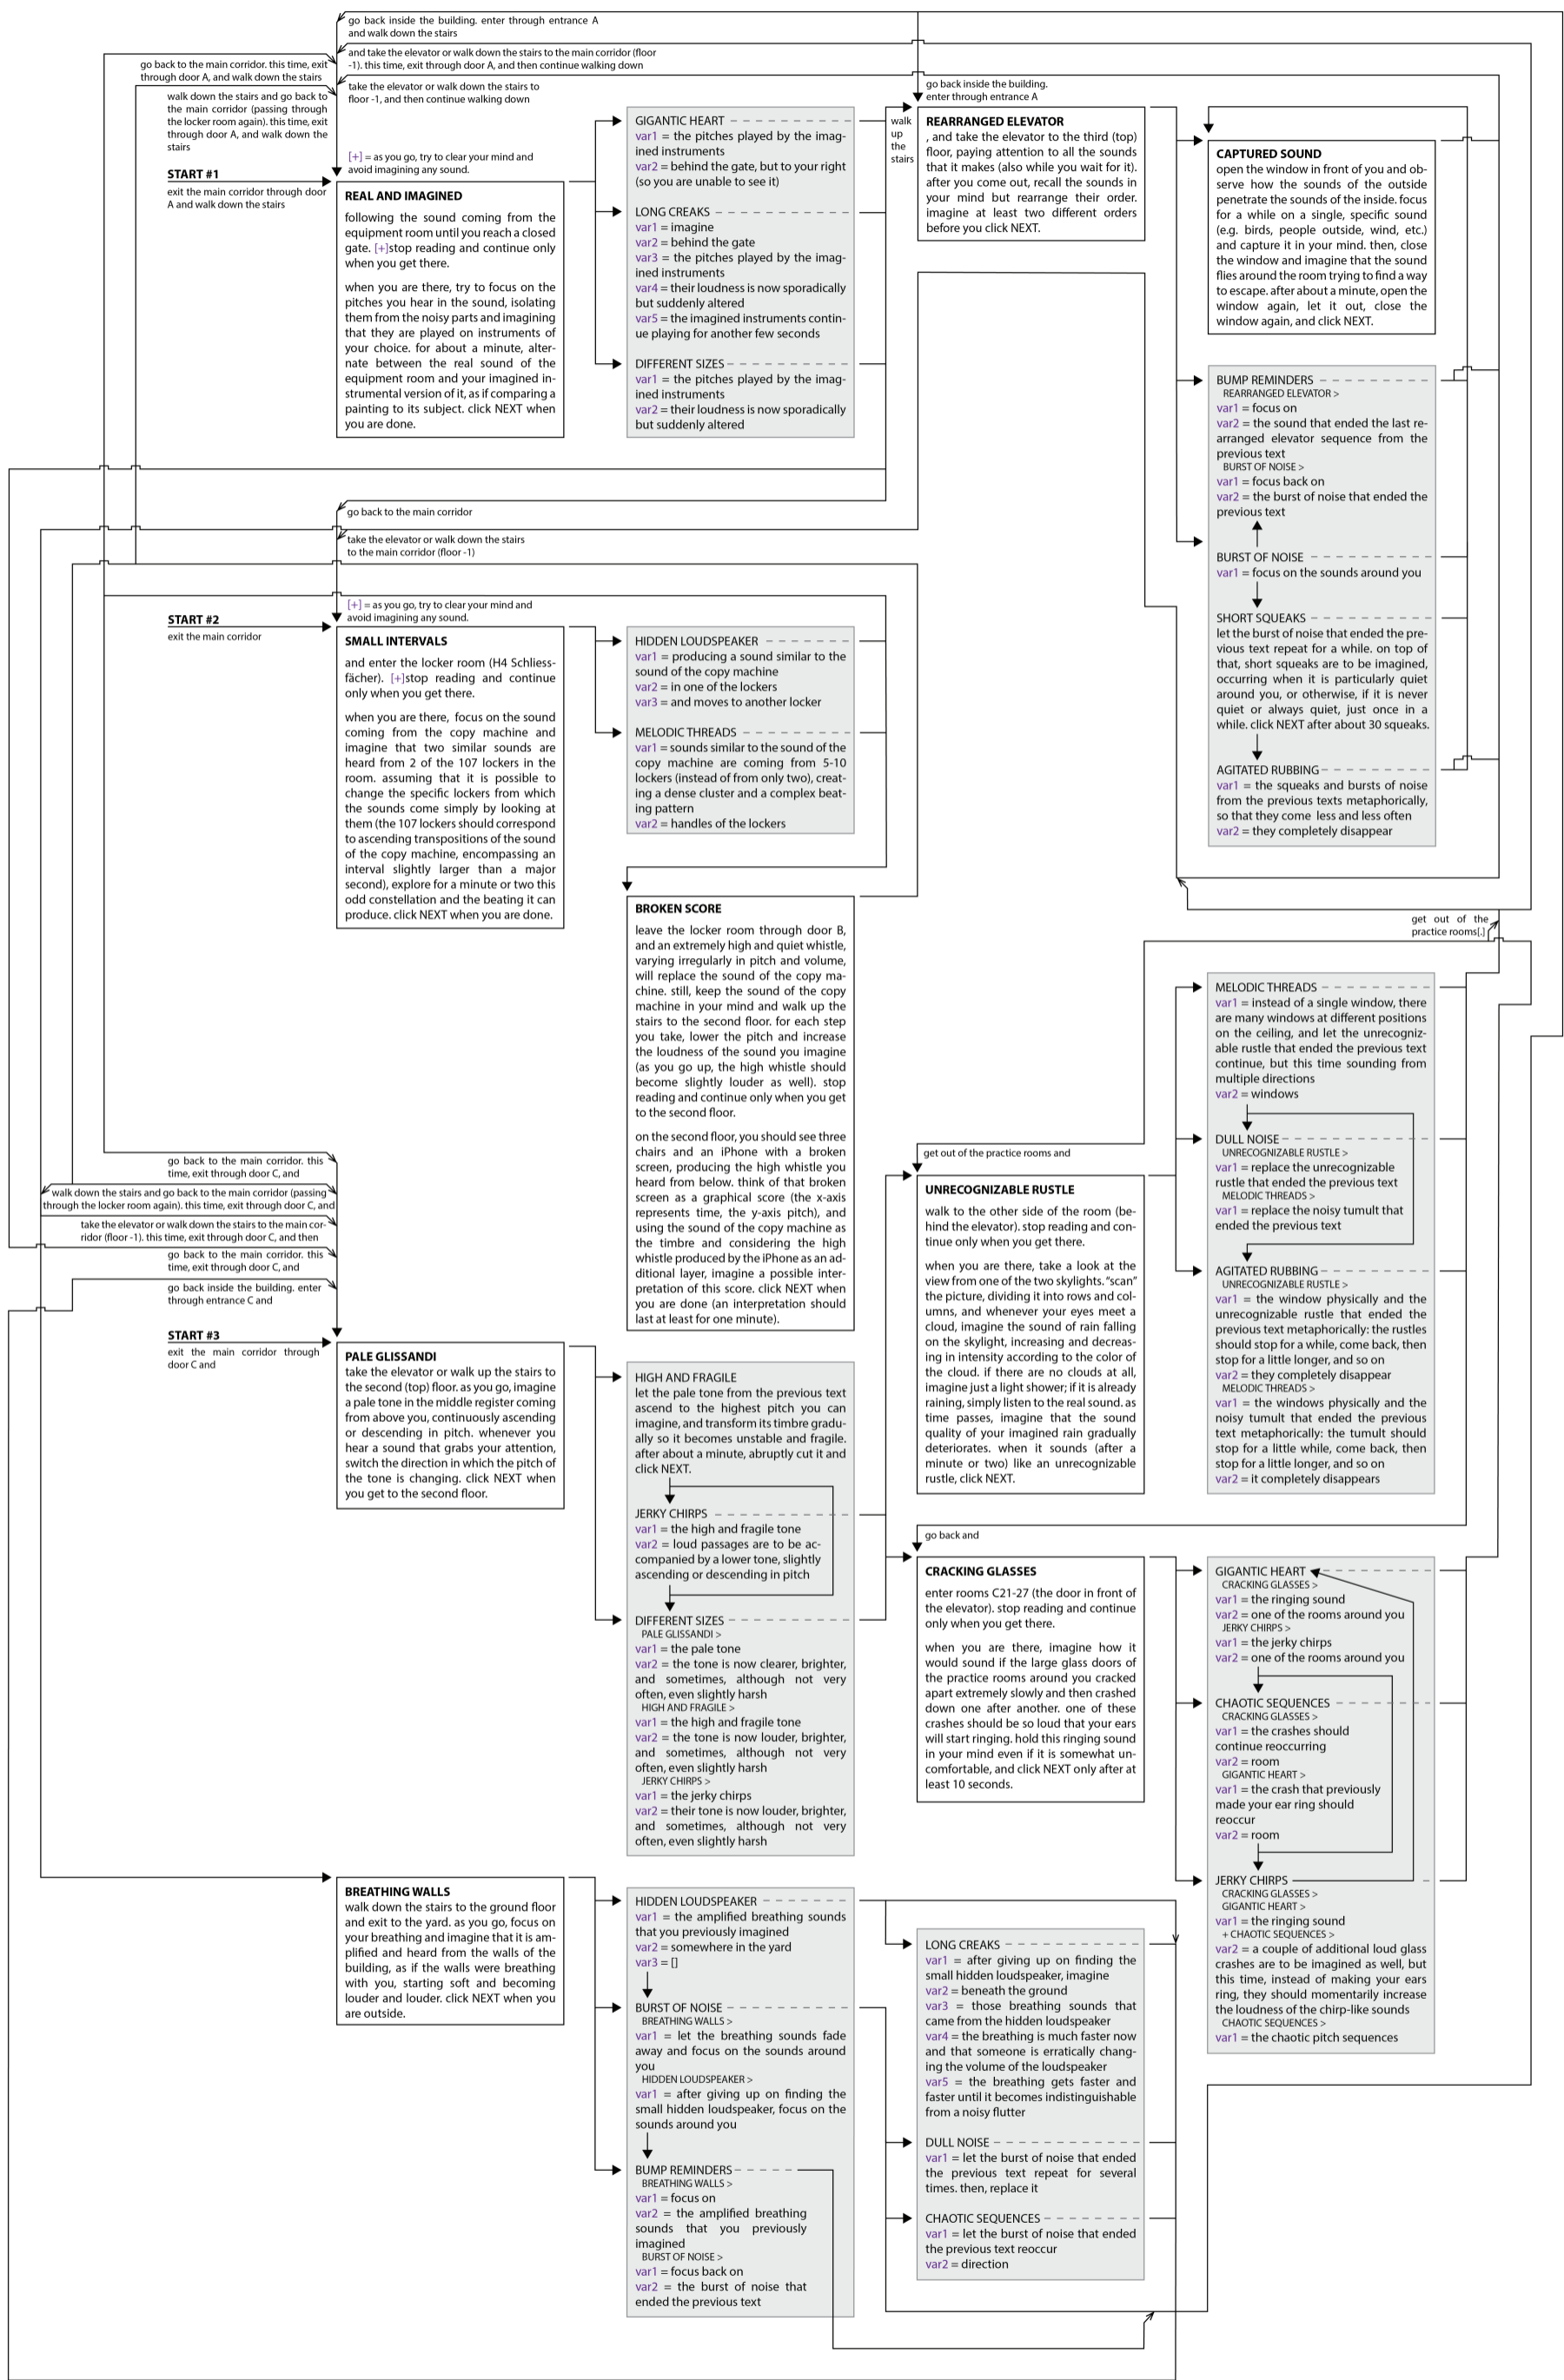 go back inside the building. enter through entrance A
and walk down the stairs
and take the elevator or walk down the stairs to the main corridor (floor
-1). this time, exit through door A, and then continue walking down
go back to the main corridor. this time, exit
through door A, and walk down the stairs
take the elevator or walk down the stairs to
floor -1, and then continue walking down
walk down the stairs and go back to
the main corridor (passing through
the locker room again). this time, exit
through door A, and walk down the
stairs
[+] = as you go, try to clear your mind and
avoid imagining any sound.
START #1
exit the main corridor through door
A and walk down the stairs
REAL AND IMAGINED
following the sound coming from the
equipment room until you reach a closed
gate. [+]stop reading and continue only
when you get there.
when you are there, try to focus on the
pitches you hear in the sound, isolating
them from the noisy parts and imagining
that they are played on instruments of
your choice. for about a minute, alter-
nate between the real sound of the
equipment room and your imagined in-
strumental version of it, as if comparing a
painting to its subject. click NEXT when
you are done.
GIGANTIC HEART
var1 = the pitches played by the imag-
ined instruments
var2 = behind the gate, but to your right
(so you are unable to see it)
LONG CREAKS
var1 = imagine
var2 = behind the gate
var3 = the pitches played by the imag-
ined instruments
var4 = their loudness is now sporadically
but suddenly altered
var5 = the imagined instruments contin-
ue playing for another few seconds
DIFFERENT SIZES
var1 = the pitches played by the imag-
ined instruments
var2 = their loudness is now sporadically
but suddenly altered
walk
up
the
stairs
go back inside the building.
enter through entrance A
REARRANGED ELEVATOR
, and take the elevator to the third (top)
floor, paying attention to all the sounds
that it makes (also while you wait for it).
after you come out, recall the sounds in
your mind but rearrange their order.
imagine at least two different orders
before you click NEXT.
CAPTURED SOUND
open the window in front of you and ob-
serve how the sounds of the outside
penetrate the sounds of the inside. focus
for a while on a single, specific sound
(e.g. birds, people outside, wind, etc.)
and capture it in your mind. then, close
the window and imagine that the sound
flies around the room trying to find a way
to escape. after about a minute, open the
window again, let it out, close the
window again, and click NEXT.
BUMP REMINDERS
REARRANGED ELEVATOR >
var1 = focus on
var2 = the sound that ended the last re-
arranged elevator sequence from the
previous text
BURST OF NOISE >
var1 = focus back on
var2 = the burst of noise that ended the
previous text
BURST OF NOISE
var1 = focus on the sounds around you
SHORT SQUEAKS
let the burst of noise that ended the pre-
vious text repeat for a while. on top of
that, short squeaks are to be imagined,
occurring when it is particularly quiet
around you, or otherwise, if it is never
quiet or always quiet, just once in a
while. click NEXT after about 30 squeaks.
AGITATED RUBBING
var1 = the squeaks and bursts of noise
from the previous texts metaphorically,
so that they come less and less often
var2 = they completely disappear
go back to the main corridor
take the elevator or walk down the stairs
to the main corridor (floor -1)
[+] = as you go, try to clear your mind and
avoid imagining any sound.
START #2
exit the main corridor
SMALL INTERVALS
and enter the locker room (H4 Schliess-
fächer). [+]stop reading and continue
only when you get there.
when you are there, focus on the sound
coming from the copy machine and
imagine that two similar sounds are
heard from 2 of the 107 lockers in the
room. assuming that it is possible to
change the specific lockers from which
the sounds come simply by looking at
them (the 107 lockers should correspond
to ascending transpositions of the sound
of the copy machine, encompassing an
interval slightly larger than a major
second), explore for a minute or two this
odd constellation and the beating it can
produce. click NEXT when you are done.
HIDDEN LOUDSPEAKER
var1 = producing a sound similar to the
sound of the copy machine
var2 = in one of the lockers
var3 = and moves to another locker
MELODIC THREADS
var1 = sounds similar to the sound of the
copy machine are coming from 5-10
lockers (instead of from only two), creat-
ing a dense cluster and a complex beat-
ing pattern
var2 = handles of the lockers
BROKEN SCORE
leave the locker room through door B,
and an extremely high and quiet whistle,
varying irregularly in pitch and volume,
will replace the sound of the copy ma-
chine. still, keep the sound of the copy
machine in your mind and walk up the
stairs to the second floor. for each step
you take, lower the pitch and increase
the loudness of the sound you imagine
(as you go up, the high whistle should
become slightly louder as well). stop
reading and continue only when you get
to the second floor.
on the second floor, you should see three
chairs and an iPhone with a broken
screen, producing the high whistle you
heard from below. think of that broken
screen as a graphical score (the x-axis
represents time, the y-axis pitch), and
using the sound of the copy machine as
the timbre and considering the high
whistle produced by the iPhone as an ad-
ditional layer, imagine a possible inter-
pretation of this score. click NEXT when
you are done (an interpretation should
last at least for one minute).
get out of the
practice rooms[.]
MELODIC THREADS
var1 = instead of a single window, there
are many windows at different positions
on the ceiling, and let the unrecogniz-
able rustle that ended the previous text
continue, but this time sounding from
multiple directions
var2 = windows
DULL NOISE
UNRECOGNIZABLE RUSTLE >
var1 = replace the unrecognizable
rustle that ended the previous text
MELODIC THREADS >
var1 = replace the noisy tumult that
ended the previous text
AGITATED RUBBING
UNRECOGNIZABLE RUSTLE >
var1 = the window physically and the
unrecognizable rustle that ended the
previous text metaphorically: the rustles
should stop for a while, come back, then
stop for a little longer, and so on
var2 = they completely disappear
MELODIC THREADS >
var1 = the windows physically and the
noisy tumult that ended the previous
text metaphorically: the tumult should
stop for a little while, come back, then
stop for a little longer, and so on
var2 = it completely disappears
get out of the practice rooms and
UNRECOGNIZABLE RUSTLE
walk to the other side of the room (be-
hind the elevator). stop reading and con-
tinue only when you get there.
when you are there, take a look at the
view from one of the two skylights. "scan"
the picture, dividing it into rows and col-
umns, and whenever your eyes meet a
cloud, imagine the sound of rain falling
on the skylight, increasing and decreas-
ing in intensity according to the color of
the cloud. if there are no clouds at all,
imagine just a light shower; if it is already
raining, simply listen to the real sound. as
time passes, imagine that the sound
quality of your imagined rain gradually
deteriorates. when it sounds (after a
minute or two) like an unrecognizable
rustle, click NEXT.
go back to the main corridor. this
time, exit through door C, and
walk down the stairs and go back to the main corridor (passing
through the locker room again). this time, exit through door C, and
take the elevator or walk down the stairs to the main cor-
ridor (floor -1). this time, exit through door C, and then
go back to the main corridor. this
time, exit through door C, and
go back inside the building. enter
through entrance C and
START #3
exit the main corridor through
door C and
PALE GLISSANDI
take the elevator or walk up the stairs to
the second (top) floor. as you go, imagine
a pale tone in the middle register coming
from above you, continuously ascending
or descending in pitch. whenever you
hear a sound that grabs your attention,
switch the direction in which the pitch of
the tone is changing. click NEXT when
you get to the second floor.
HIGH AND FRAGILE
let the pale tone from the previous text
ascend to the highest pitch you can
imagine, and transform its timbre gradu-
ally so it becomes unstable and fragile.
after about a minute, abruptly cut it and
click NEXT.
JERKY CHIRPS
var1 = the high and fragile tone
var2 = loud passages are to be ac-
companied by a lower tone, slightly
ascending or descending in pitch
DIFFERENT SIZES
PALE GLISSANDI >
var1 = the pale tone
var2 = the tone is now clearer, brighter,
and sometimes, although not very
often, even slightly harsh
HIGH AND FRAGILE >
var1 = the high and fragile tone
var2 = the tone is now louder, brighter,
and sometimes, although not very
often, even slightly harsh
JERKY CHIRPS >
var1 = the jerky chirps
var2 = their tone is now louder, brighter,
and sometimes, although not very
often, even slightly harsh
go back and
CRACKING GLASSES
enter rooms C21-27 (the door in front of
the elevator). stop reading and continue
only when you get there.
when you are there, imagine how it
would sound if the large glass doors of
the practice rooms around you cracked
apart extremely slowly and then crashed
down one after another. one of these
crashes should be so loud that your ears
will start ringing. hold this ringing sound
in your mind even if it is somewhat un-
comfortable, and click NEXT only after at
least 10 seconds.
GIGANTIC HEART
CRACKING GLASSES >
var1 = the ringing sound
var2 = one of the rooms around you
JERKY CHIRPS >
var1 = the jerky chirps
var2 = one of the rooms around you
CHAOTIC SEQUENCES
CRACKING GLASSES >
var1 = the crashes should
continue reoccurring
var2 = room
GIGANTIC HEART >
var1 = the crash that previously
made your ear ring should
reoccur
var2 = room
JERKY CHIRPS
CRACKING GLASSES >
GIGANTIC HEART >
var1 = the ringing sound
+ CHAOTIC SEQUENCES >
var2 = a couple of additional loud glass
crashes are to be imagined as well, but
this time, instead of making your ears
ring, they should momentarily increase
the loudness of the chirp-like sounds
CHAOTIC SEQUENCES >
var1 = the chaotic pitch sequences
BREATHING WALLS
walk down the stairs to the ground floor
and exit to the yard. as you go, focus on
your breathing and imagine that it is am-
plified and heard from the walls of the
building, as if the walls were breathing
with you, starting soft and becoming
louder and louder. click NEXT when you
are outside.
HIDDEN LOUDSPEAKER
var1 = the amplified breathing sounds
that you previously imagined
var2 = somewhere in the yard
var3 = []
BURST OF NOISE
BREATHING WALLS >
var1 = let the breathing sounds fade
away and focus on the sounds around
you
HIDDEN LOUDSPEAKER >
var1 = after giving up on finding the
small hidden loudspeaker, focus on the
sounds around you
BUMP REMINDERS
BREATHING WALLS >
var1 = focus on
var2 = the amplified breathing
sounds that you previously
imagined
BURST OF NOISE >
var1 = focus back on
var2 = the burst of noise that
ended the previous text
LONG CREAKS
var1 = after giving up on finding the
small hidden loudspeaker, imagine
var2 = beneath the ground
var3 = those breathing sounds that
came from the hidden loudspeaker
var4 = the breathing is much faster now
and that someone is erratically chang-
ing the volume of the loudspeaker
var5 = the breathing gets faster and
faster until it becomes indistinguishable
from a noisy flutter
DULL NOISE
var1 = let the burst of noise that ended
the previous text repeat for several
times. then, replace it
CHAOTIC SEQUENCES
var1 = let the burst of noise that ended
the previous text reoccur
var2 = direction